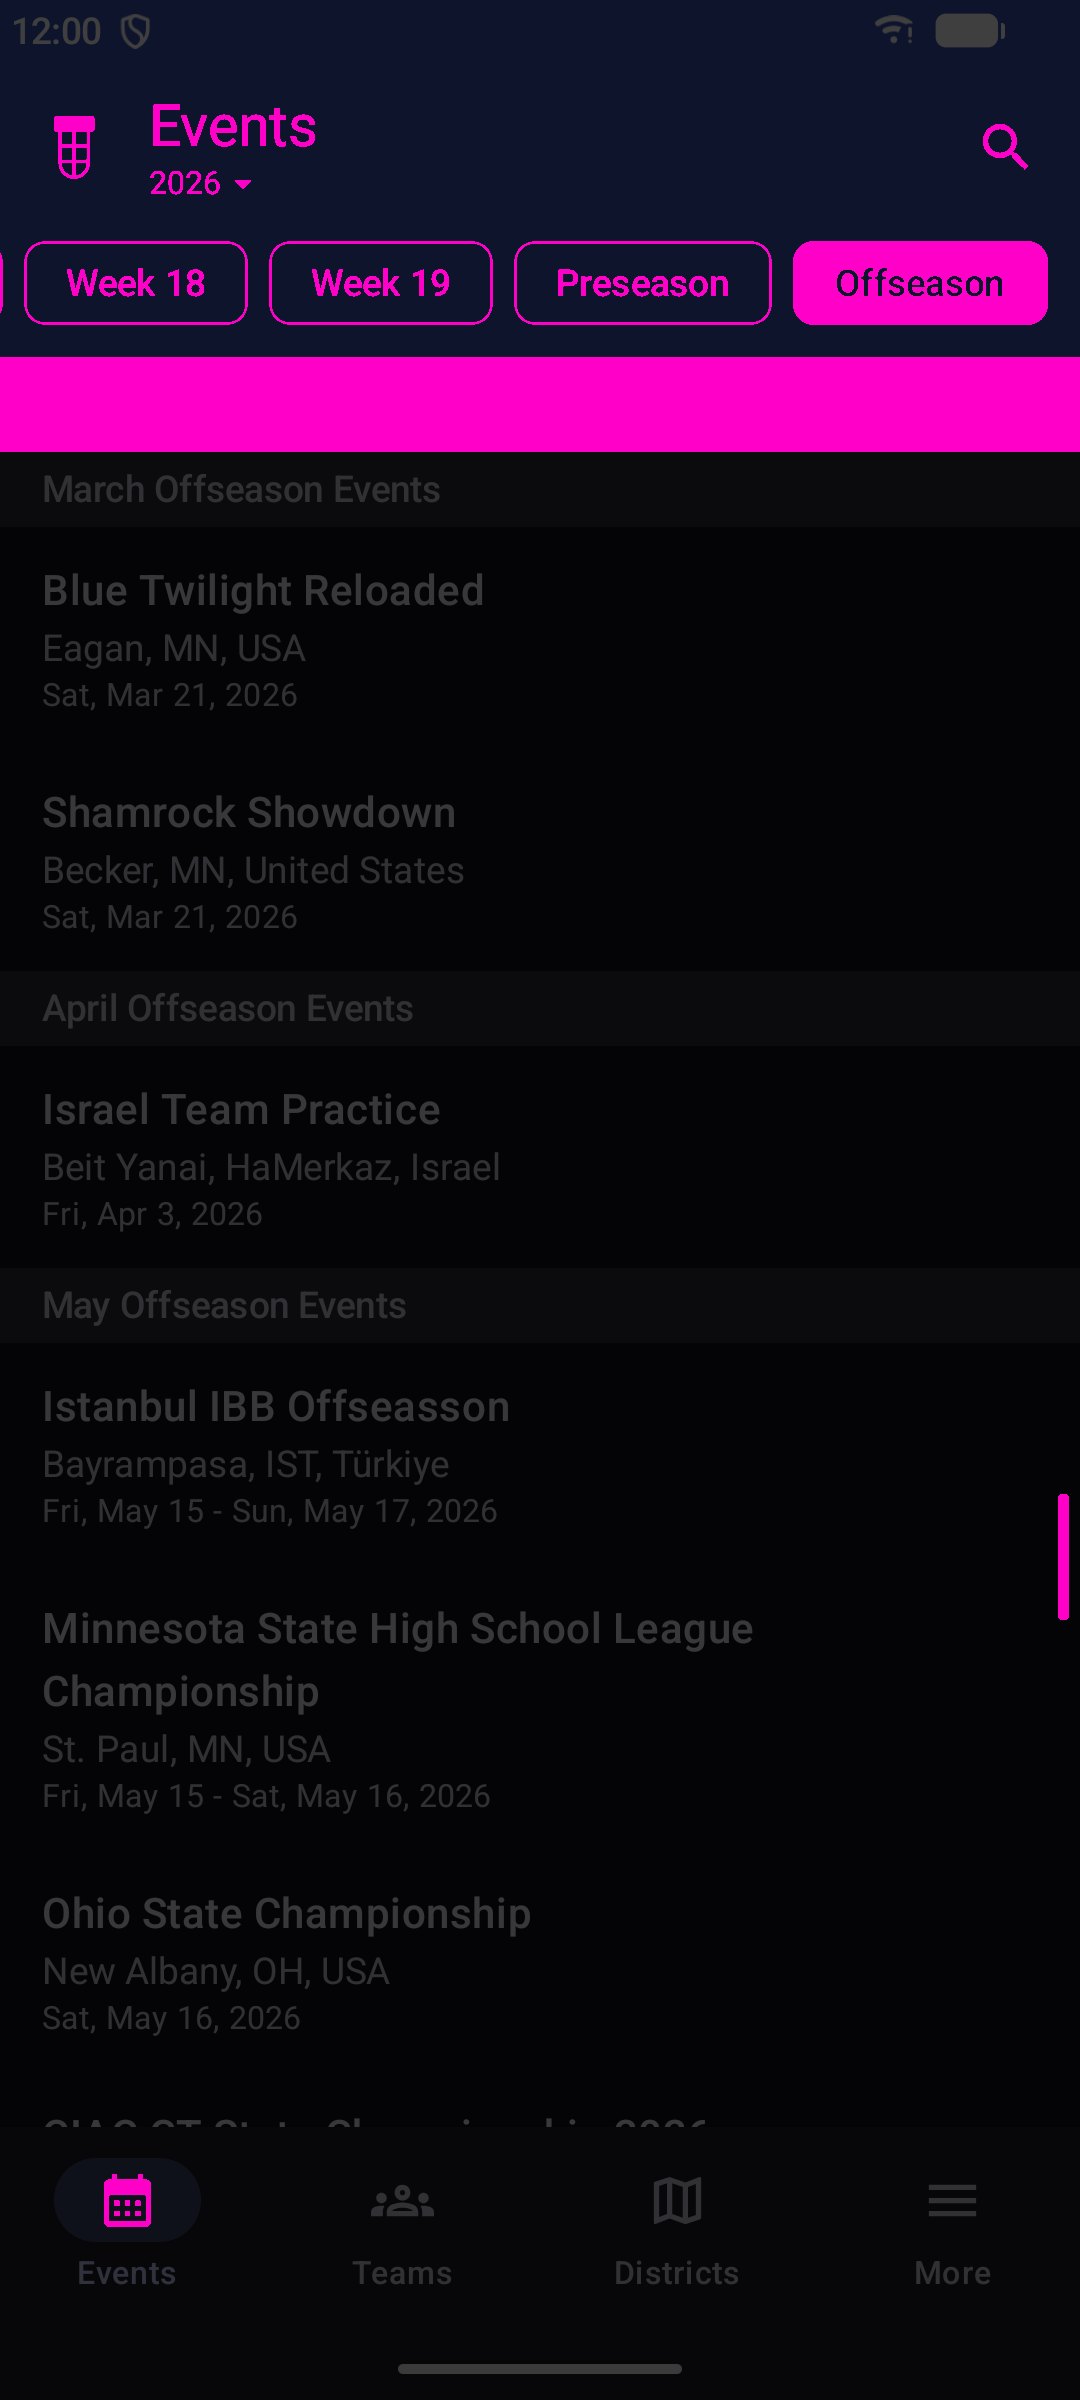 12:00
Events
2026
Week 18
Week 19
Preseason
Offseason
March Offseason Events
Blue Twilight Reloaded
Eagan, MN, USA
Sat, Mar 21, 2026
Shamrock Showdown
Becker, MN, United States
Sat, Mar 21, 2026
April Offseason Events
Israel Team Practice
Beit Yanai, HaMerkaz, Israel
Fri, Apr 3, 2026
May Offseason Events
Istanbul IBB Offseasson
Bayrampasa, IST, Türkiye
Fri, May 15 - Sun, May 17, 2026
Minnesota State High School League
Championship
St. Paul, MN, USA
Fri, May 15 - Sat, May 16, 2026
Ohio State Championship
New Albany, OH, USA
Sat, May 16, 2026
Events
Teams
Districts
More